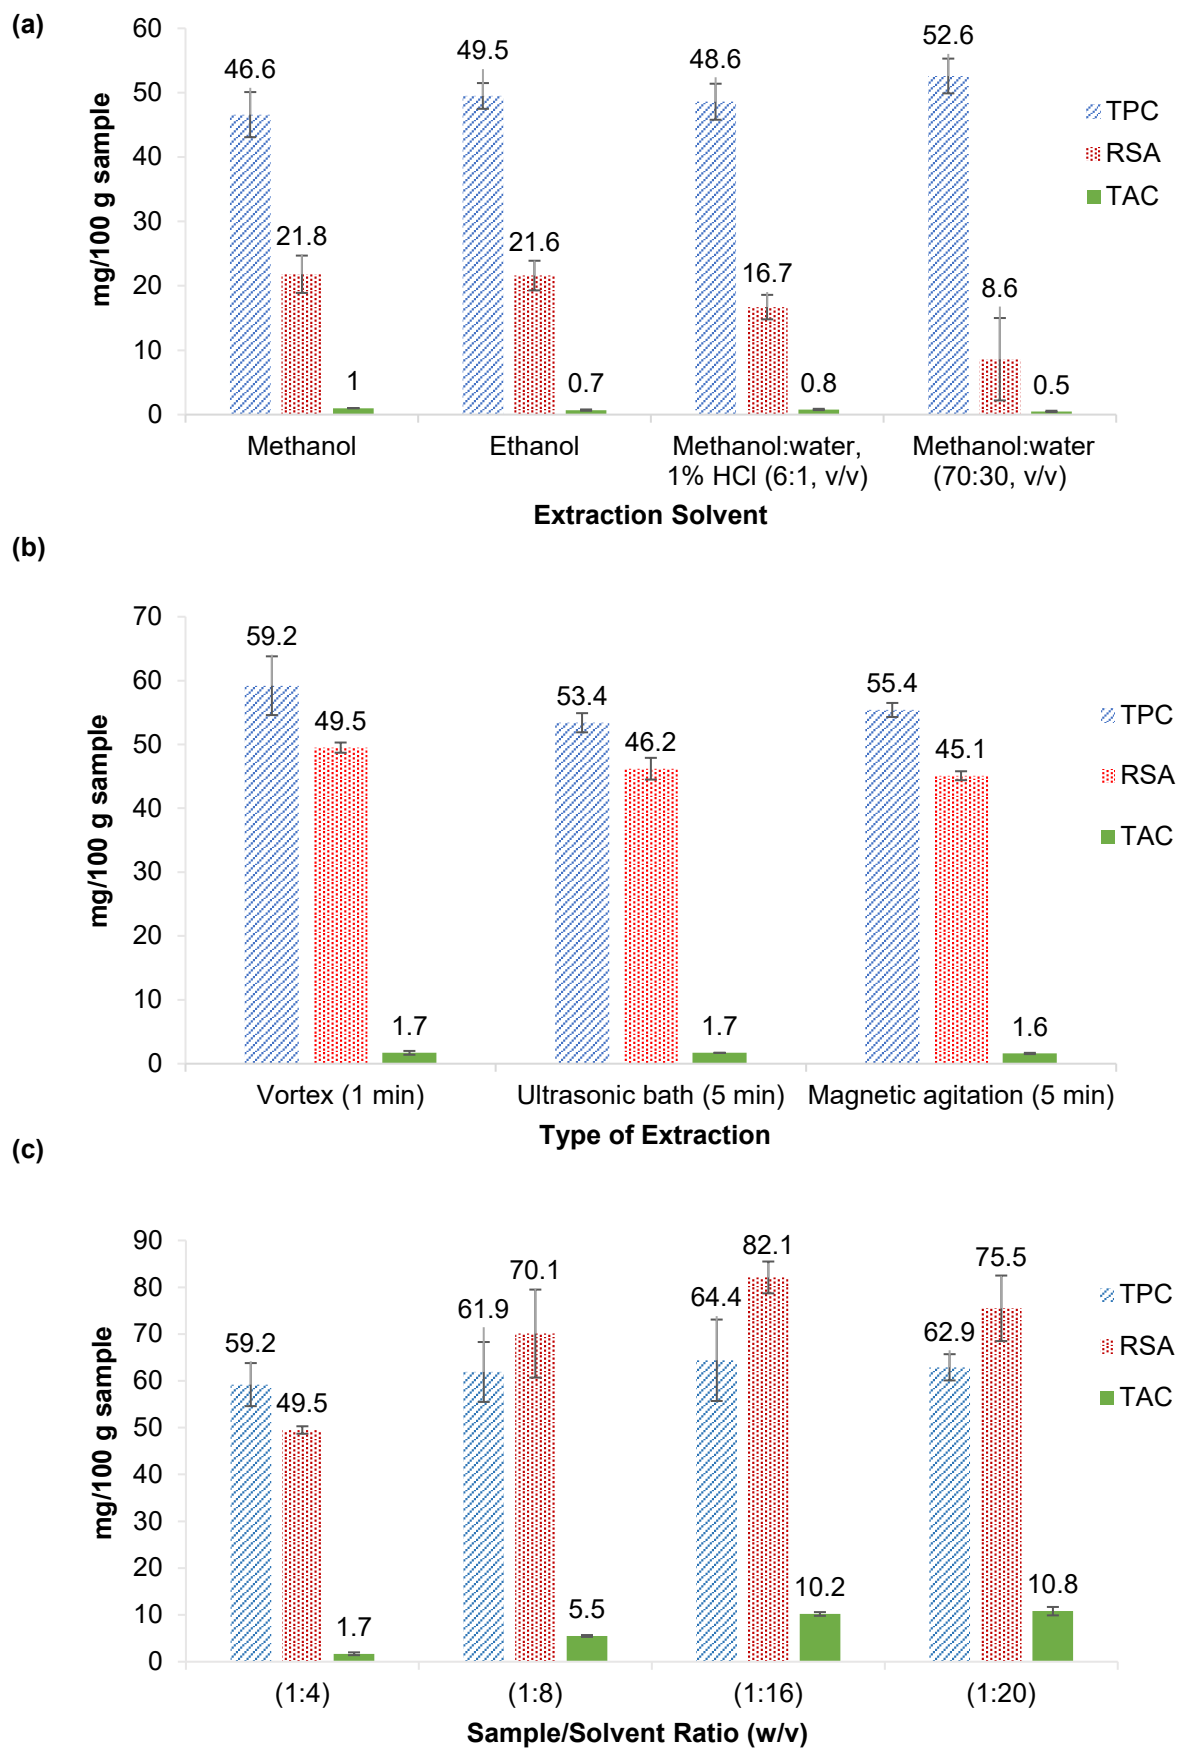 (a)
60
50
40
30
20
10
0
mg/100 g sample
46.6
21.8
1
49.5
21.6
0.7
48.6
16.7
0.8
52.6
8.6
0.5
TPC
RSA
TAC
Methanol
Ethanol
Methanol:water,
1% HCl (6:1, v/v)
Methanol:water
(70:30, v/v)
Extraction Solvent
(b)
70
60
50
40
30
20
10
0
mg/100 g sample
59.2
49.5
1.7
53.4
46.2
1.7
55.4
45.1
1.6
TPC
RSA
TAC
Vortex (1 min)
Ultrasonic bath (5 min)
Magnetic agitation (5 min)
Type of Extraction
(c)
90
80
70
60
50
40
30
20
10
0
mg/100 g sample
59.2
49.5
1.7
61.9
70.1
5.5
64.4
82.1
10.2
62.9
75.5
10.8
TPC
RSA
TAC
(1:4)
(1:8)
(1:16)
(1:20)
Sample/Solvent Ratio (w/v)